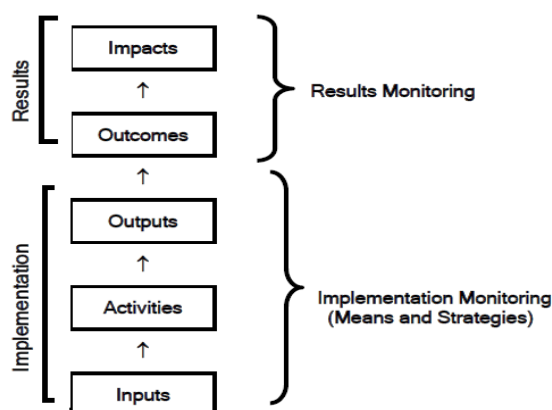 Results
Impacts
↑
Outcomes
Results Monitoring
↑
Implementation
Outputs
↑
Activities
↑
Inputs
Implementation Monitoring
(Means and Strategies)